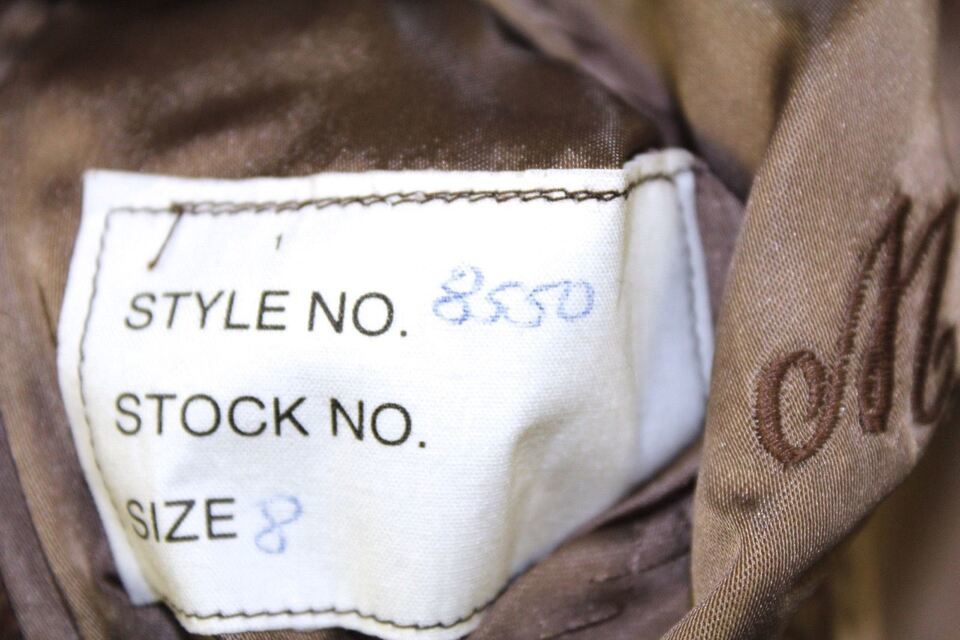 STYLE NO. 8550
STOCK NO.
SIZE 8
M